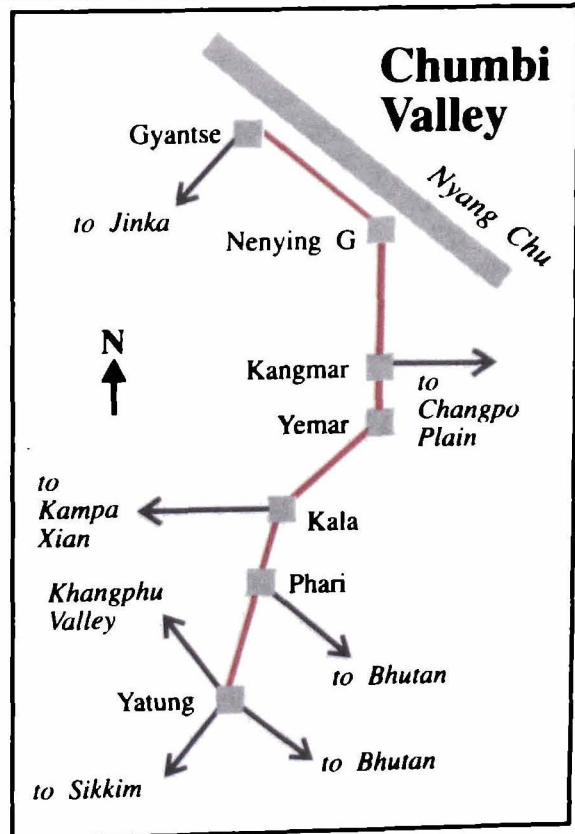 Chumbi
Valley
Gyantse
Nyang Chu
to Jinka
Nenying G
N
Kangmar
to
Changpo
Plain
Yemar
to
Kampa
Xian
Kala
Khangphu
Valley
Phari
to Bhutan
Yatung
to Bhutan
to Sikkim